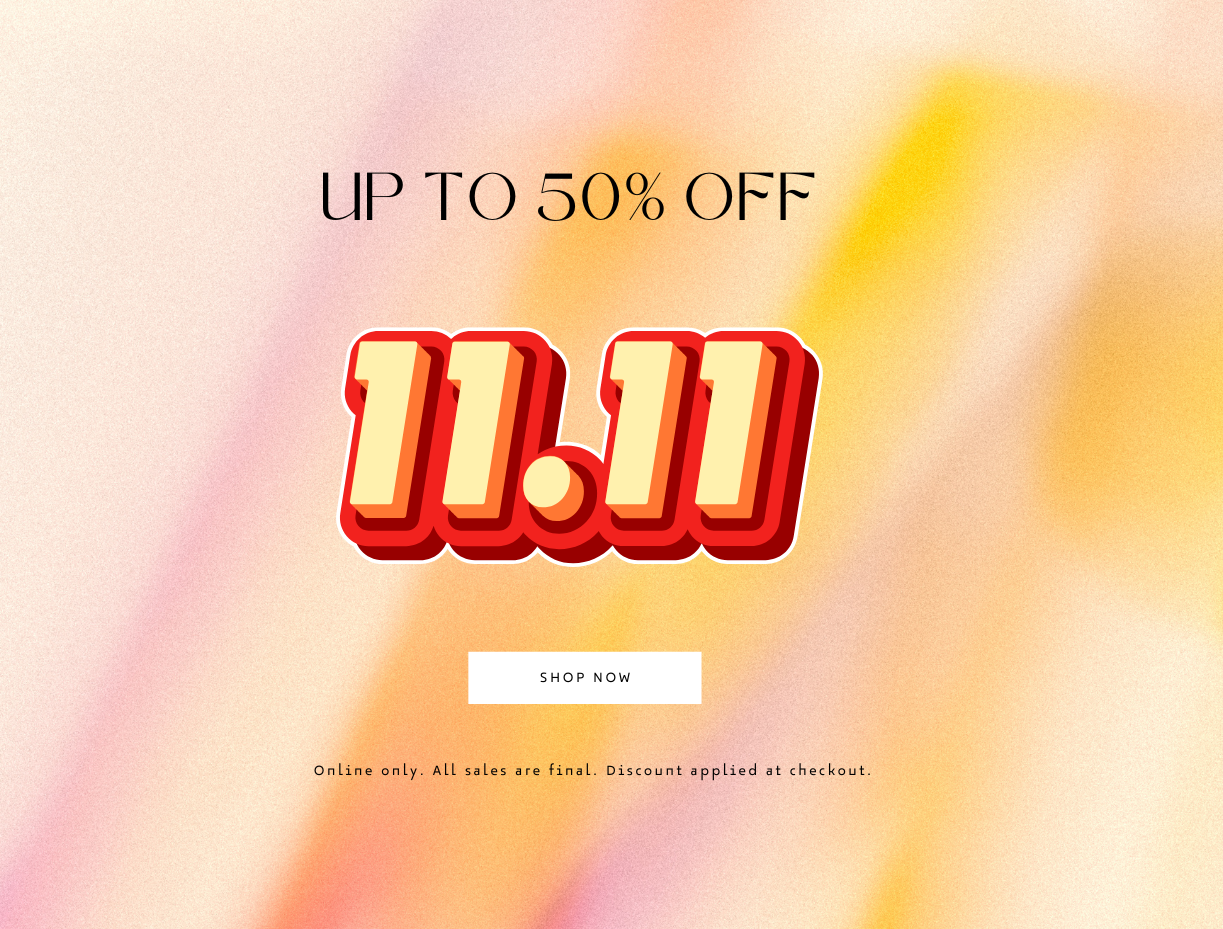 UP TO 50% OFF
11.11
SHOP NOW
Online only. All sales are final. Discount applied at checkout.